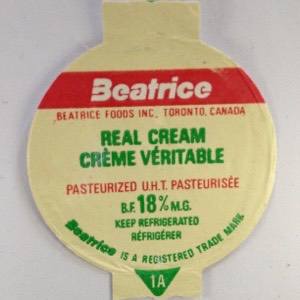 Beatrice
BEATRICE FOODS INC., TORONTO, CANADA
REAL CREAM
CRÈME VÉRITABLE
PASTEURIZED U.H.T. PASTEURISÉE
B.F. 18% M.G.
KEEP REFRIGERATED
RÉFRIGÉRER
Beatrice IS A REGISTERED TRADE MARK
1A